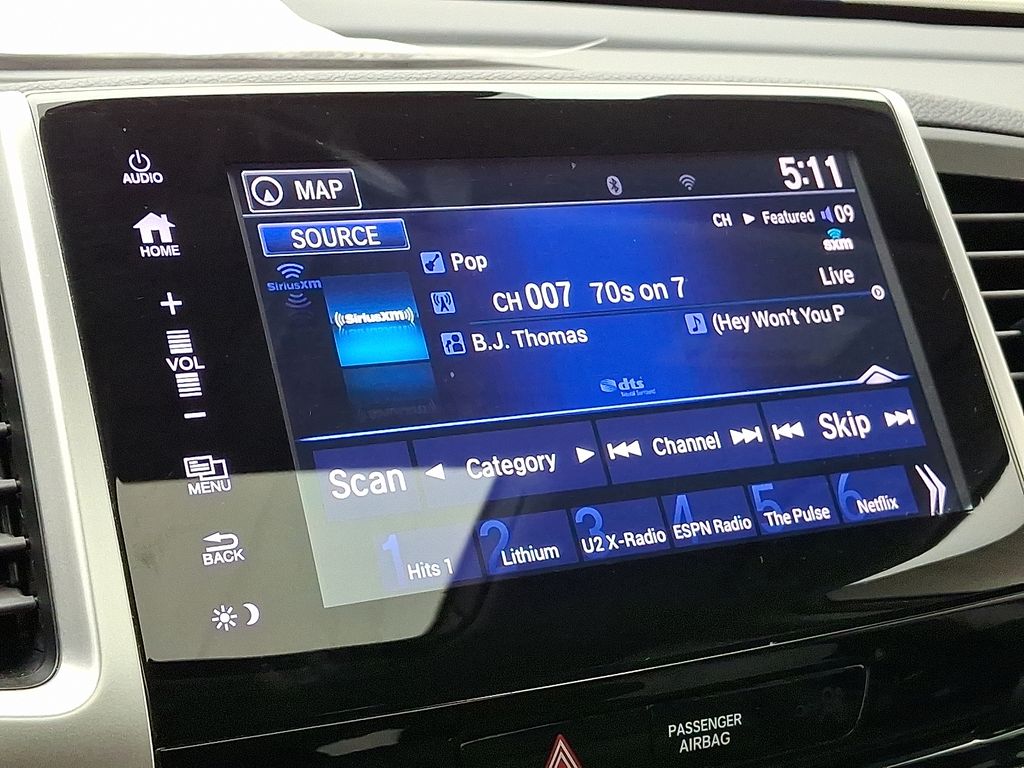 AUDIO
MAP
5:11
HOME
SOURCE
CH ▶ Featured 09
sxm
SiriusXM
Pop
Live
+
CH 007 70s on 7
((SiriusXM))
VOL
B.J. Thomas
(Hey Won't You P
-
dts
MENU
Scan
Category
Channel
Skip
BACK
1 Hits 1
2 Lithium
3 U2 X-Radio
4 ESPN Radio
5 The Pulse
6 Netflix
PASSENGER
AIRBAG